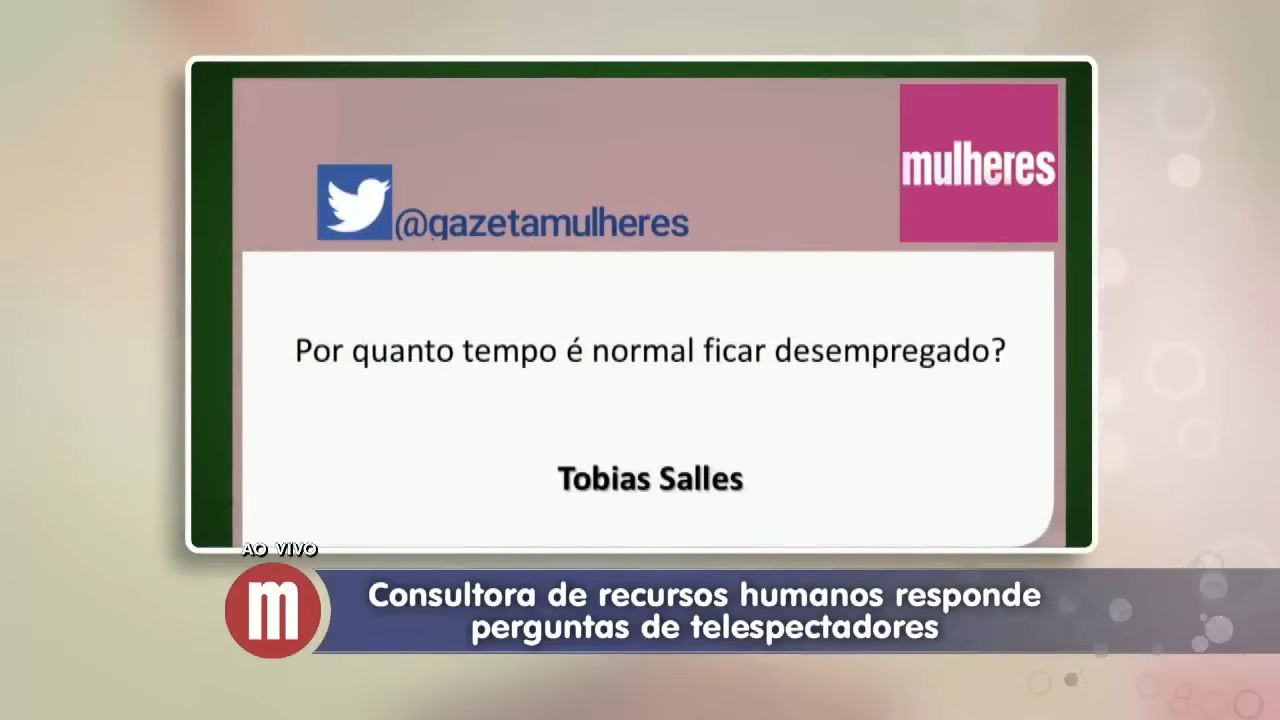 mulheres
@gazetamulheres
Por quanto tempo é normal ficar desempregado?
Tobias Salles
AO VIVO
m
Consultora de recursos humanos responde
perguntas de telespectadores